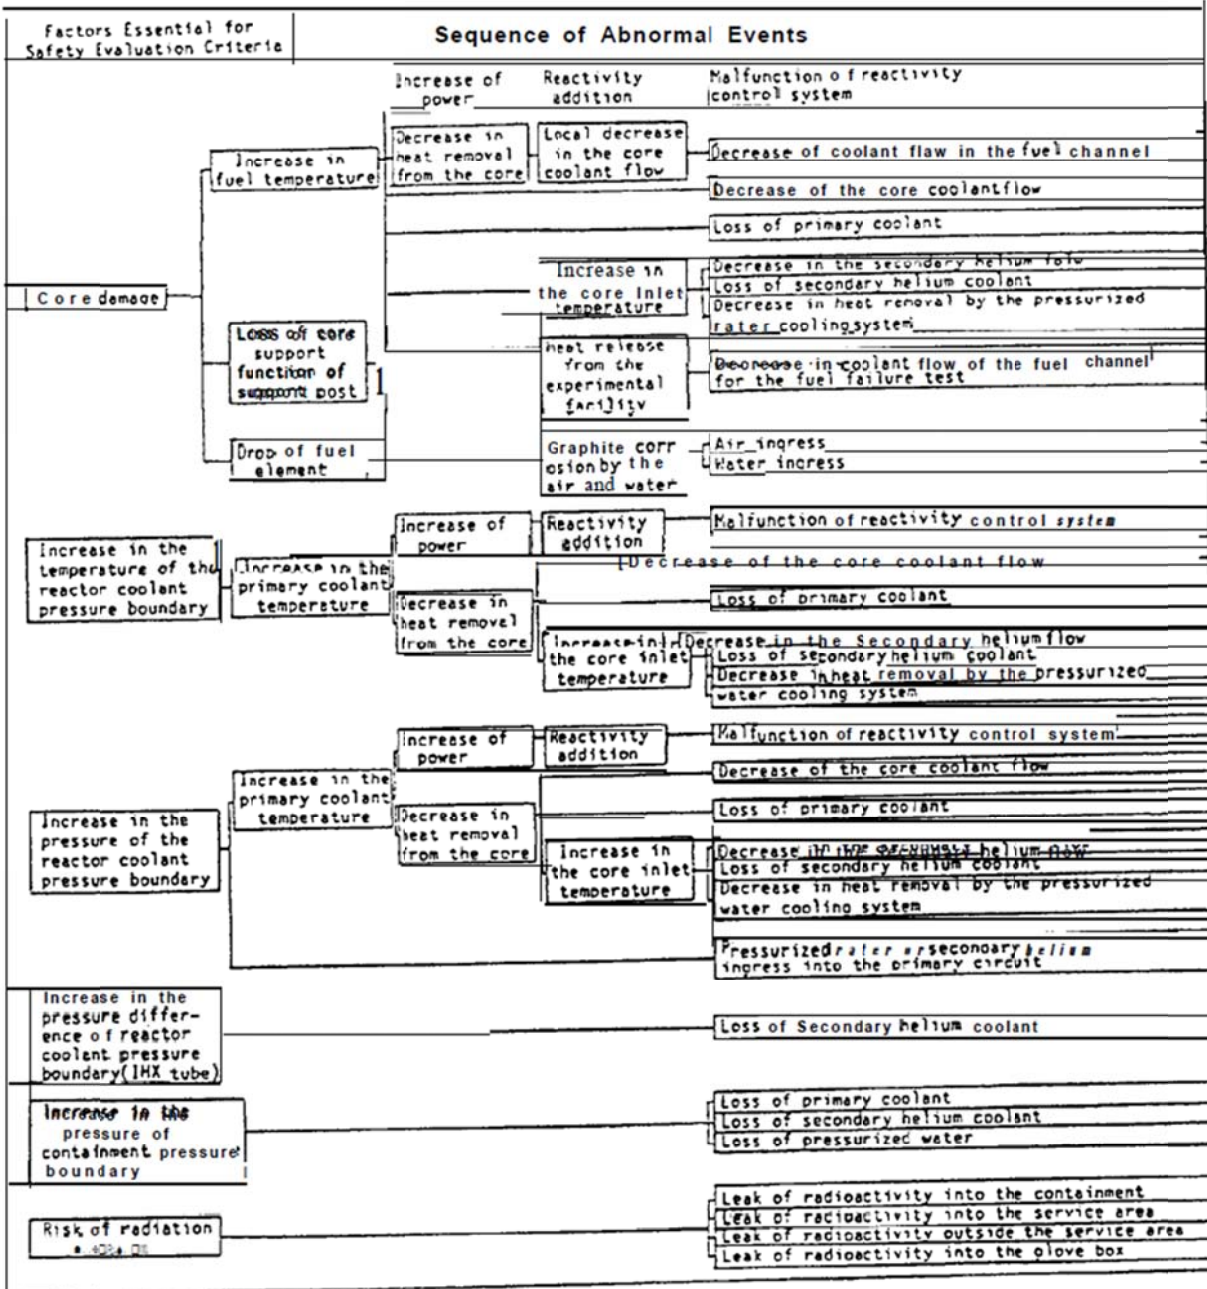 Factors Essential for
Safety Evaluation Criteria
Sequence of Abnormal Events
Increase of
power
Reactivity
addition
Malfunction of reactivity
control system
Increase in
fuel temperature
Decrease in
heat removal
from the core
Local decrease
in the core
coolant flow
Decrease of coolant flaw in the fuel channel
Decrease of the core coolant flow
Loss of primary coolant
Core damage
Increase in
the core Inlet
temperature
Decrease in the secondary helium folw
Loss of secondary helium coolant
Decrease in heat removal by the pressurized
rater cooling system
Loss of core
support
function of
support post
heat release
from the
experimental
facility
Decrease in coolant flow of the fuel channel
for the fuel failure test
Drop of fuel
element
Graphite corr
osion by the
air and water
Air ingress
Water ingress
Increase in the
temperature of the
reactor coolant
pressure boundary
Increase in the
primary coolant
temperature
Increase of
power
Reactivity
addition
Malfunction of reactivity control system
Decrease of the core coolant flow
Decrease in
heat removal
from the core
Loss of primary coolant
Increase in
the core inlet
temperature
Decrease in the Secondary helium flow
Loss of secondary helium coolant
Decrease in heat removal by the pressurized
water cooling system
Increase in the
pressure of the
reactor coolant
pressure boundary
Increase in the
primary coolant
temperature
Increase of
power
Reactivity
addition
Malfunction of reactivity control system
Decrease of the core coolant flow
Decrease in
heat removal
from the core
Loss of primary coolant
Increase in
the core inlet
temperature
Decrease in the secondary helium flow
Loss of secondary helium coolant
Decrease in heat removal by the pressurized
water cooling system
Pressurized rater or secondary helium
ingress into the primary circuit
Increase in the
pressure differ-
ence of reactor
coolant pressure
boundary(IHX tube)
Loss of Secondary helium coolant
Increase in the
pressure of
containment pressure
boundary
Loss of primary coolant
Loss of secondary helium coolant
Loss of pressurized water
Risk of radiation
Leak of radioactivity into the containment
Leak of radioactivity into the service area
Leak of radioactivity outside the service area
Leak of radioactivity into the glove box